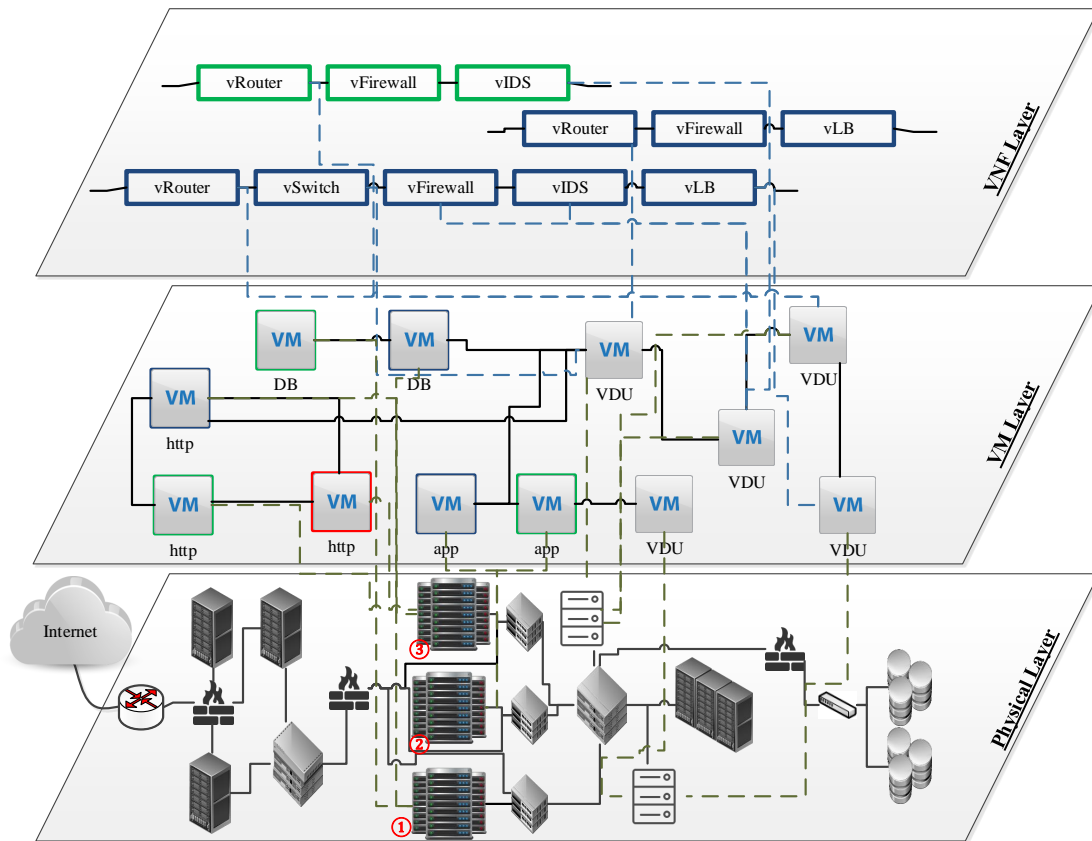 vRouter vFirewall vIDS
vRouter vFirewall vLB
vRouter vSwitch vFirewall vIDS vLB
VNF Layer
VM VM VM VM
DB DB VDU VDU
VM
http
VM
VDU
VM VM VM VM VM VM
http http app app VDU VDU
VM Layer
Internet
③
②
①
Physical Layer